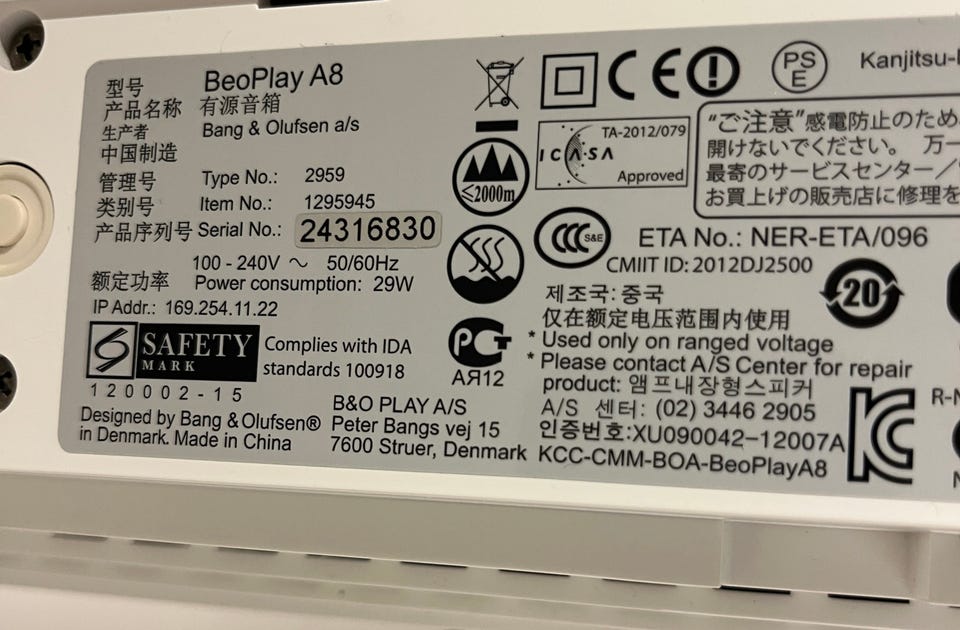 型号 BeoPlay A8
产品名称 有源音箱
生产者 Bang & Olufsen a/s
中国制造
管理号 Type No.: 2959
类别号 Item No.: 1295945
产品序列号 Serial No.: 24316830
100 - 240V ～ 50/60Hz
额定功率 Power consumption: 29W
IP Addr.: 169.254.11.22
SAFETY
MARK
Complies with IDA
standards 100918
120002-15
Designed by Bang & Olufsen®
in Denmark. Made in China
B&O PLAY A/S
Peter Bangs vej 15
7600 Struer, Denmark
CE
PS
E
Kanjitsu-
TA-2012/079
ICASA
Approved
≤2000m
"ご注意"感電防止のため
開けないでください。 万一
最寄のサービスセンター／
お買上げの販売店に修理を
CCC S&E
ETA No.: NER-ETA/096
CMIIT ID: 2012DJ2500
20
제조국: 중국
仅在额定电压范围内使用
* Used only on ranged voltage
* Please contact A/S Center for repair
product: 앰프내장형스피커
A/S 센터: (02) 3446 2905
인증번호:XU090042-12007A
KCC-CMM-BOA-BeoPlayA8
АЯ12
R-N